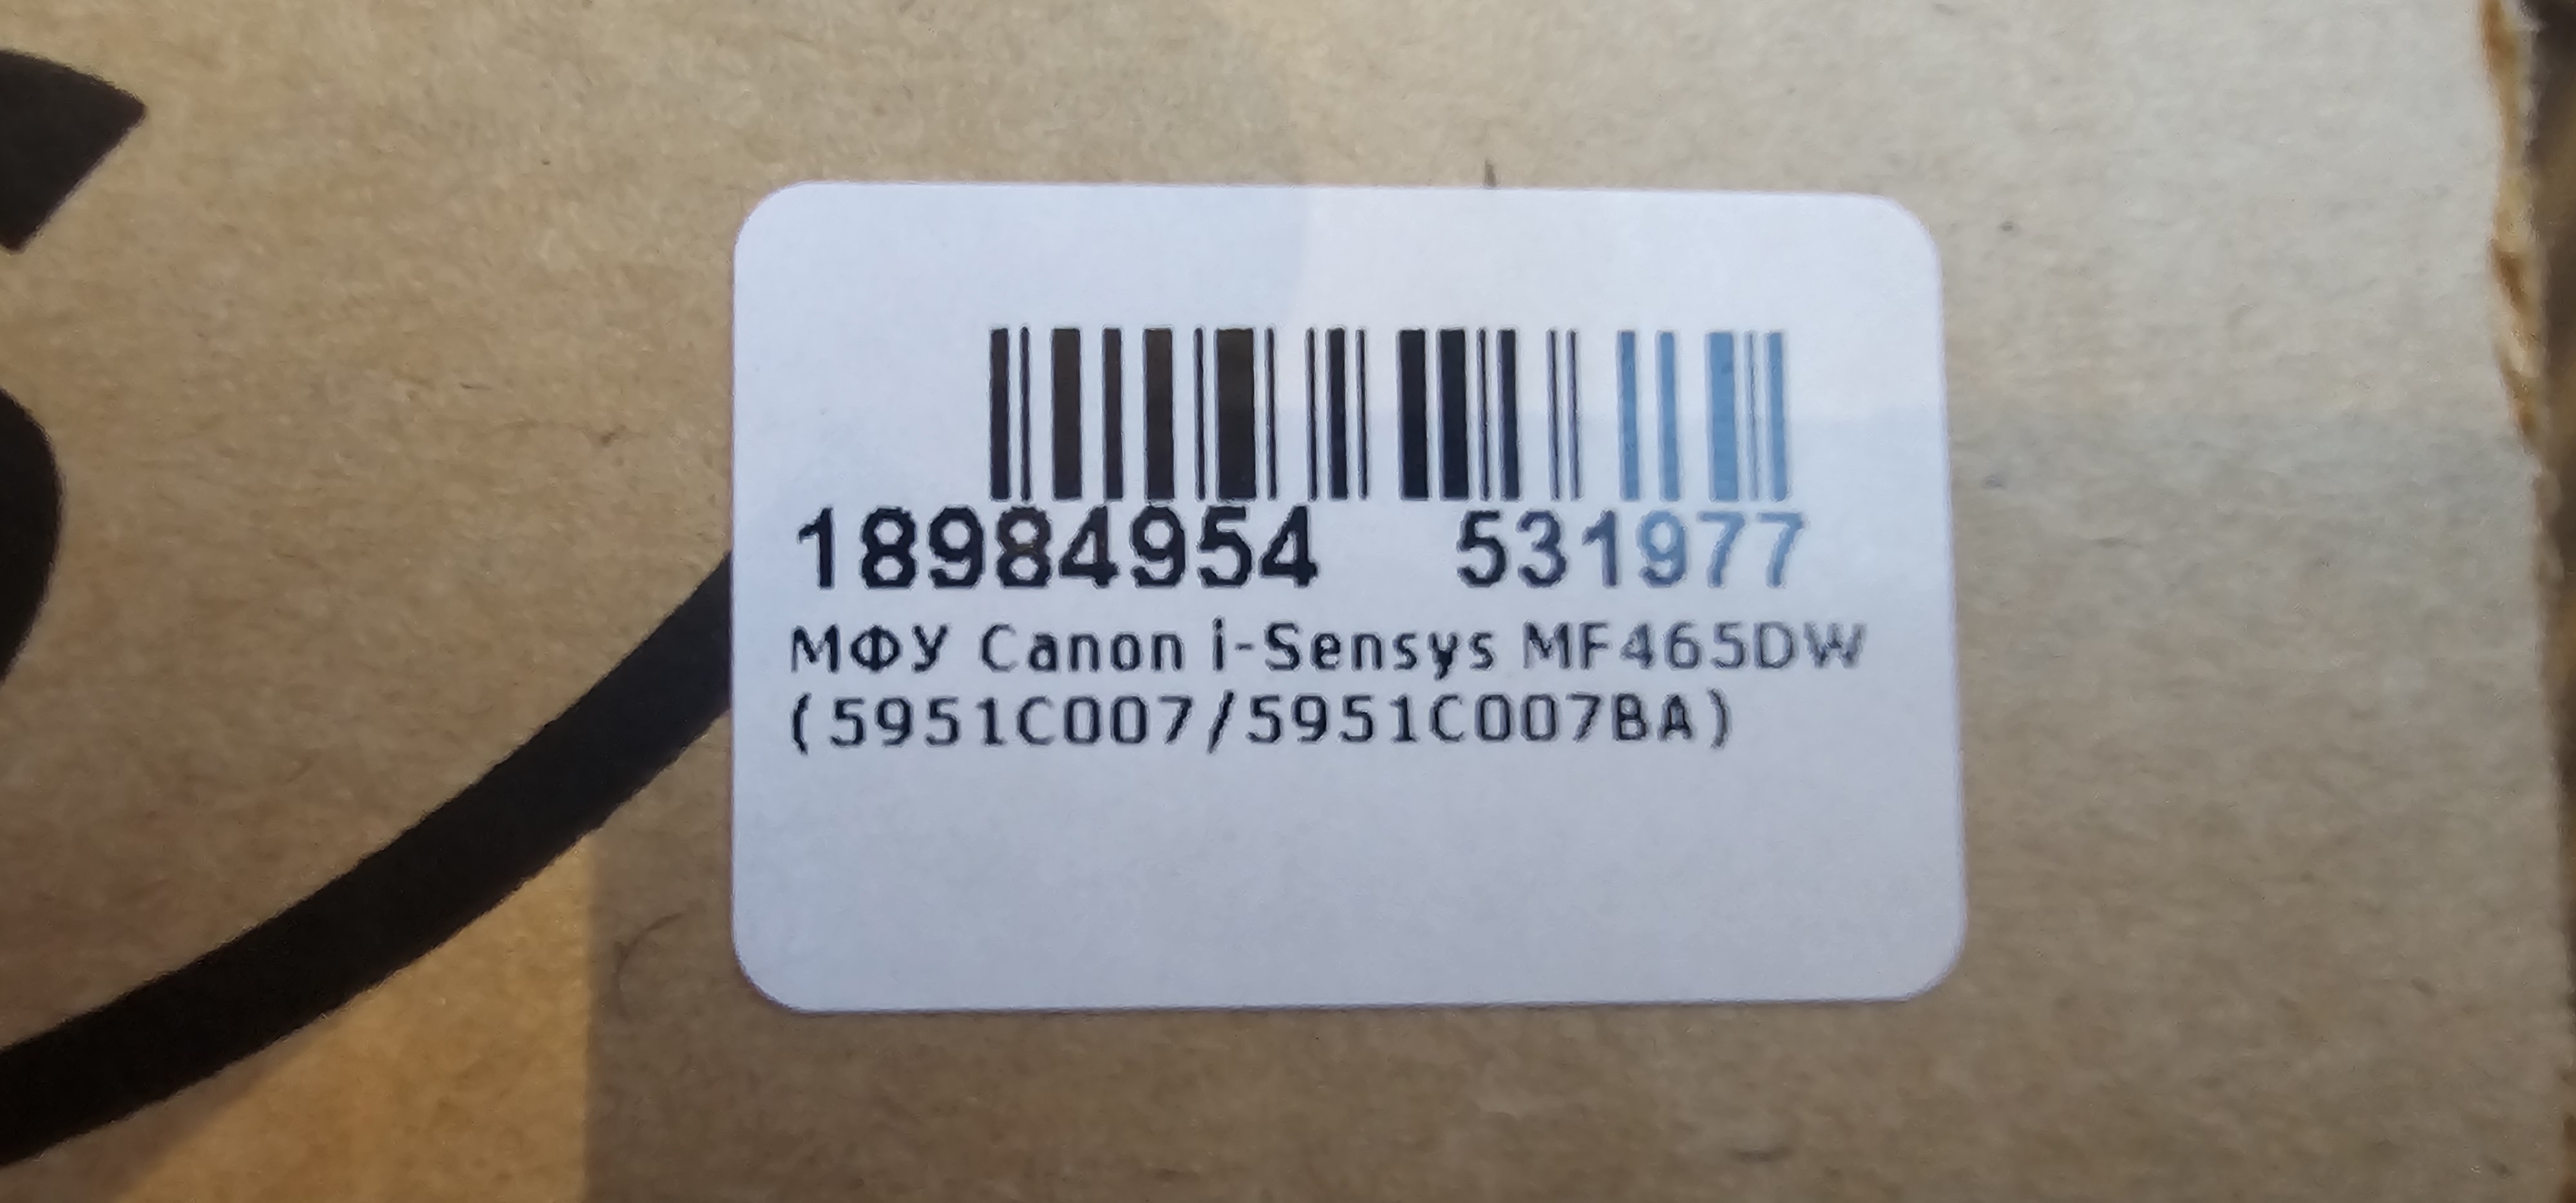 18984954 531977
МФУ Canon i-Sensys MF465DW
(5951C007/5951C007BA)